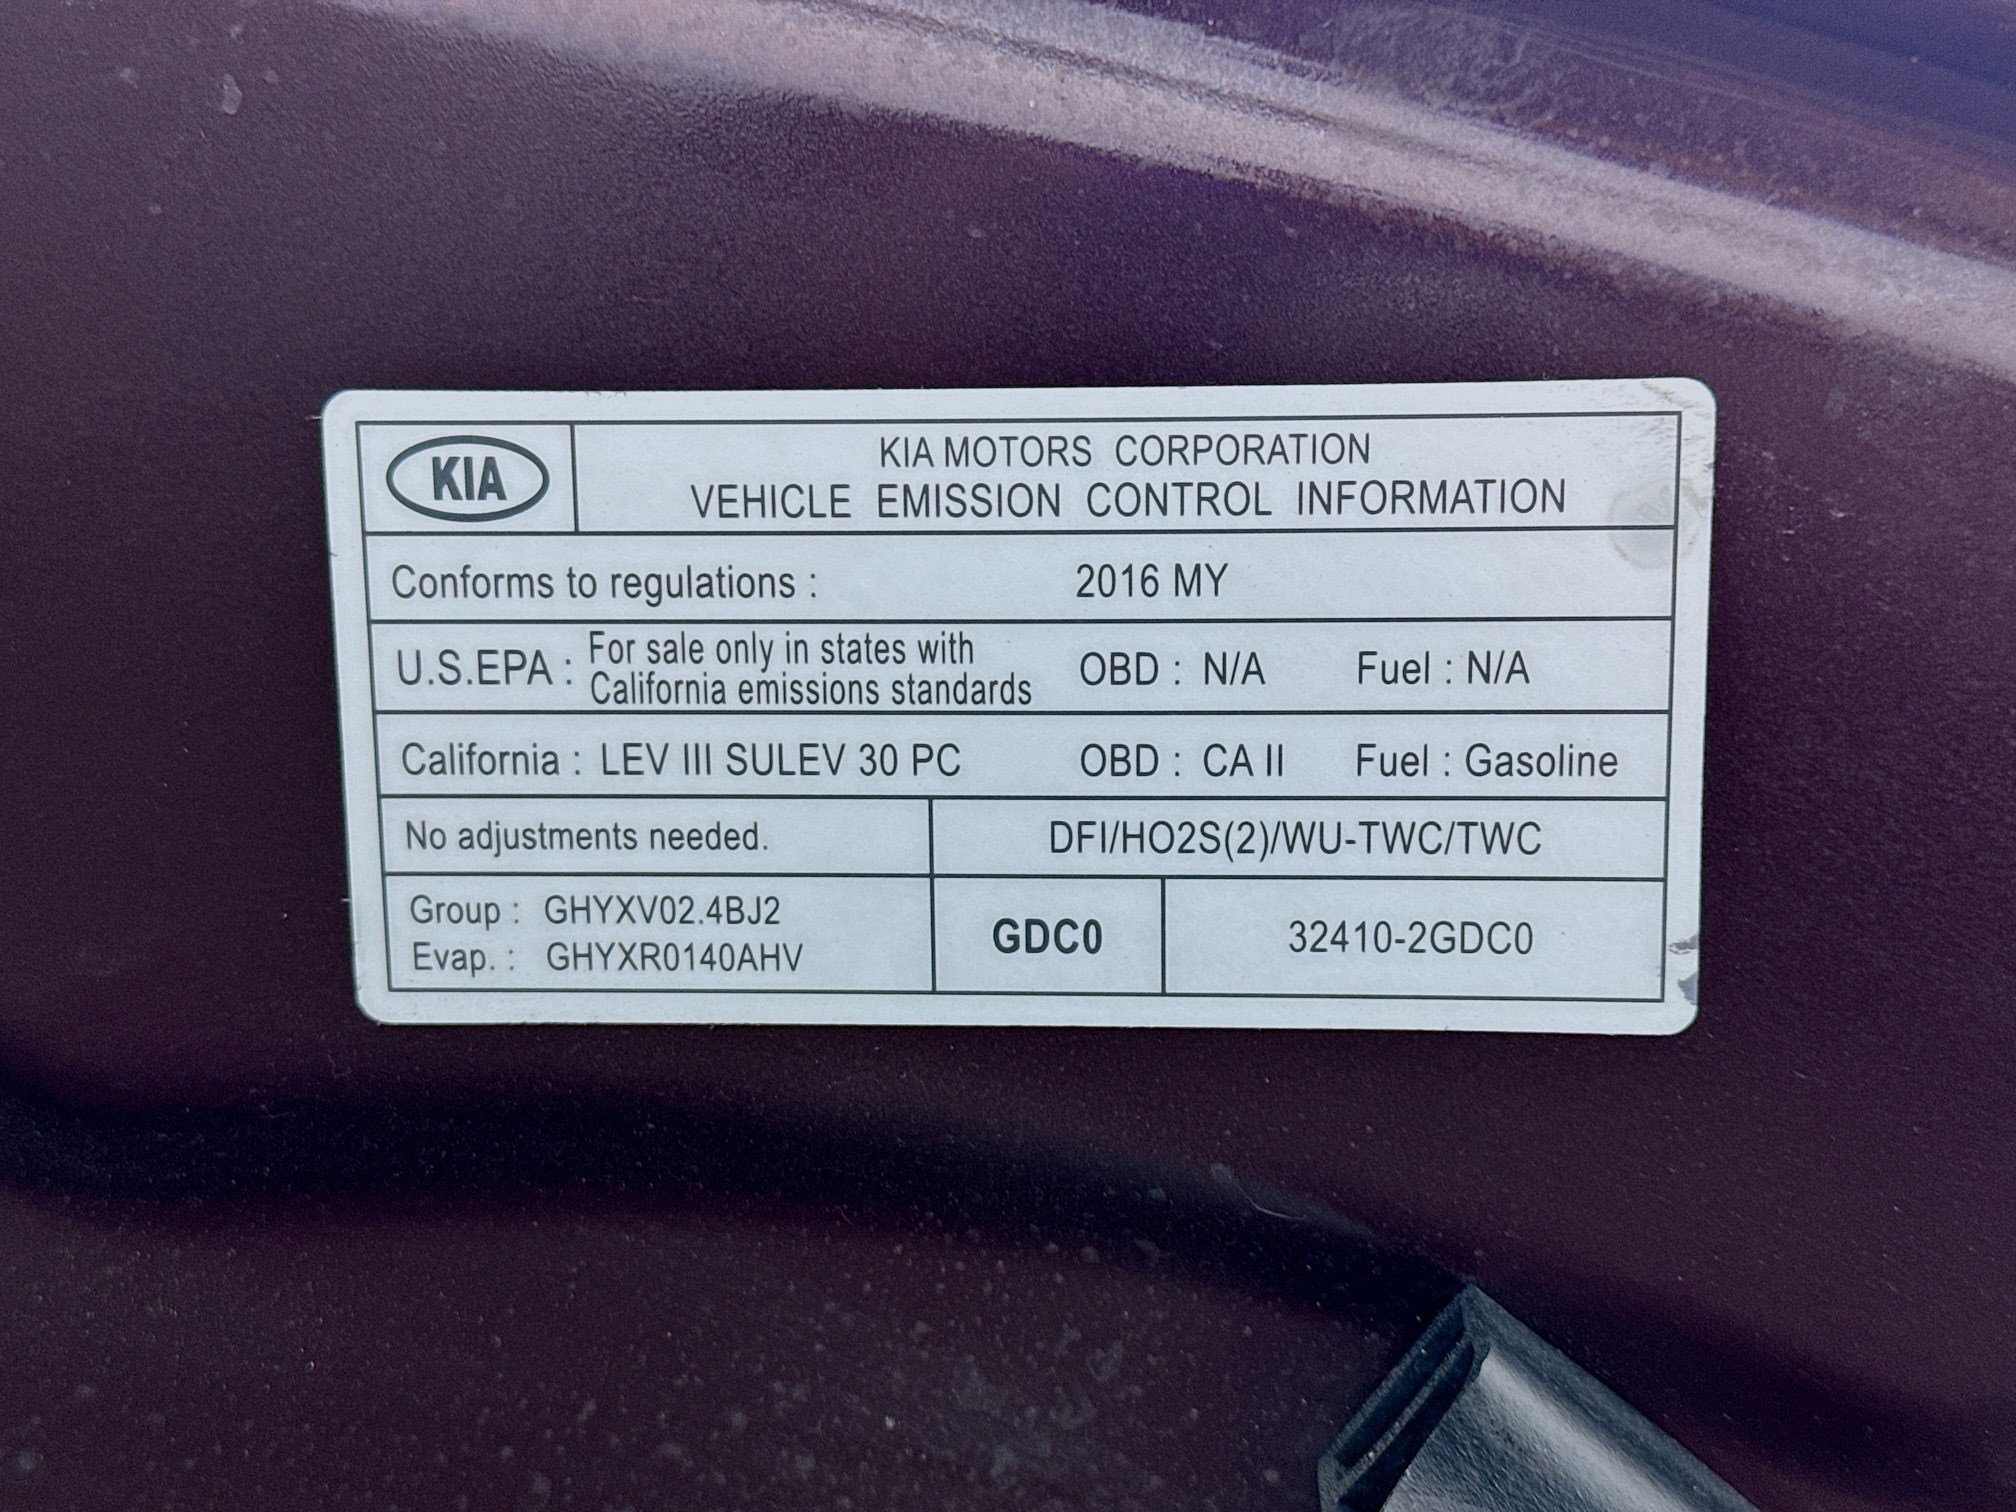 KIA
KIA MOTORS CORPORATION
VEHICLE EMISSION CONTROL INFORMATION
Conforms to regulations : 2016 MY
U.S.EPA : For sale only in states with
California emissions standards
OBD : N/A Fuel : N/A
California : LEV III SULEV 30 PC OBD : CA II Fuel : Gasoline
No adjustments needed. DFI/HO2S(2)/WU-TWC/TWC
Group : GHYXV02.4BJ2
Evap. : GHYXR0140AHV
GDC0 32410-2GDC0